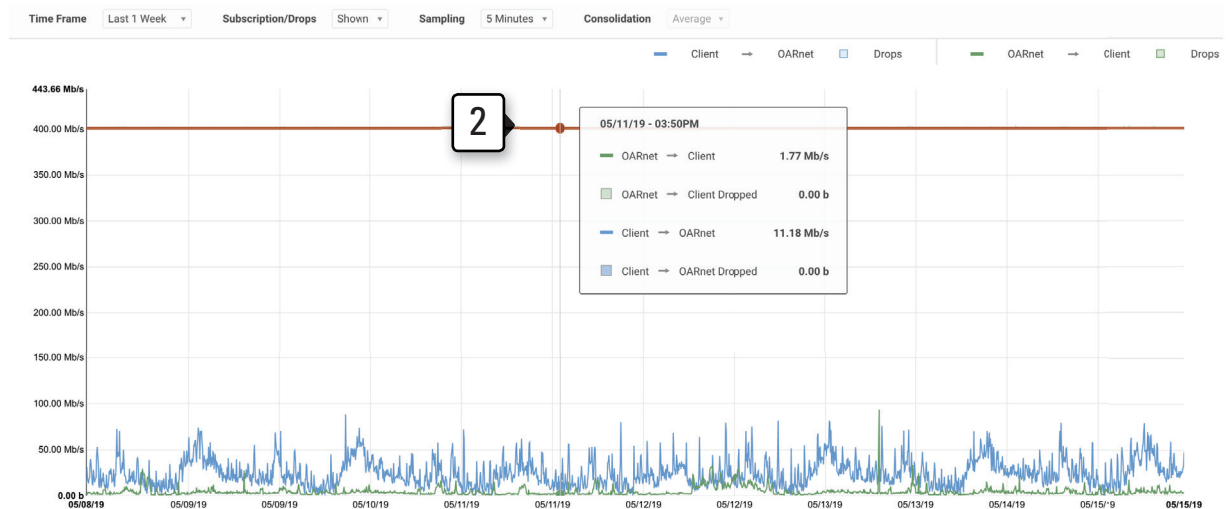 Time Frame Last 1 Week Subscription/Drops Shown Sampling 5 Minutes Consolidation Average
Client → OARnet Drops OARnet → Client Drops
443.66 Mb/s
400.00 Mb/s
350.00 Mb/s
300.00 Mb/s
250.00 Mb/s
200.00 Mb/s
150.00 Mb/s
100.00 Mb/s
50.00 Mb/s
0.00 b
2
05/11/19 - 03:50PM
OARnet → Client 1.77 Mb/s
OARnet → Client Dropped 0.00 b
Client → OARnet 11.18 Mb/s
Client → OARnet Dropped 0.00 b
05/08/19 05/09/19 05/09/19 05/10/19 05/11/19 05/11/19 05/12/19 05/12/19 05/13/19 05/13/19 05/14/19 05/15/19 05/15/19